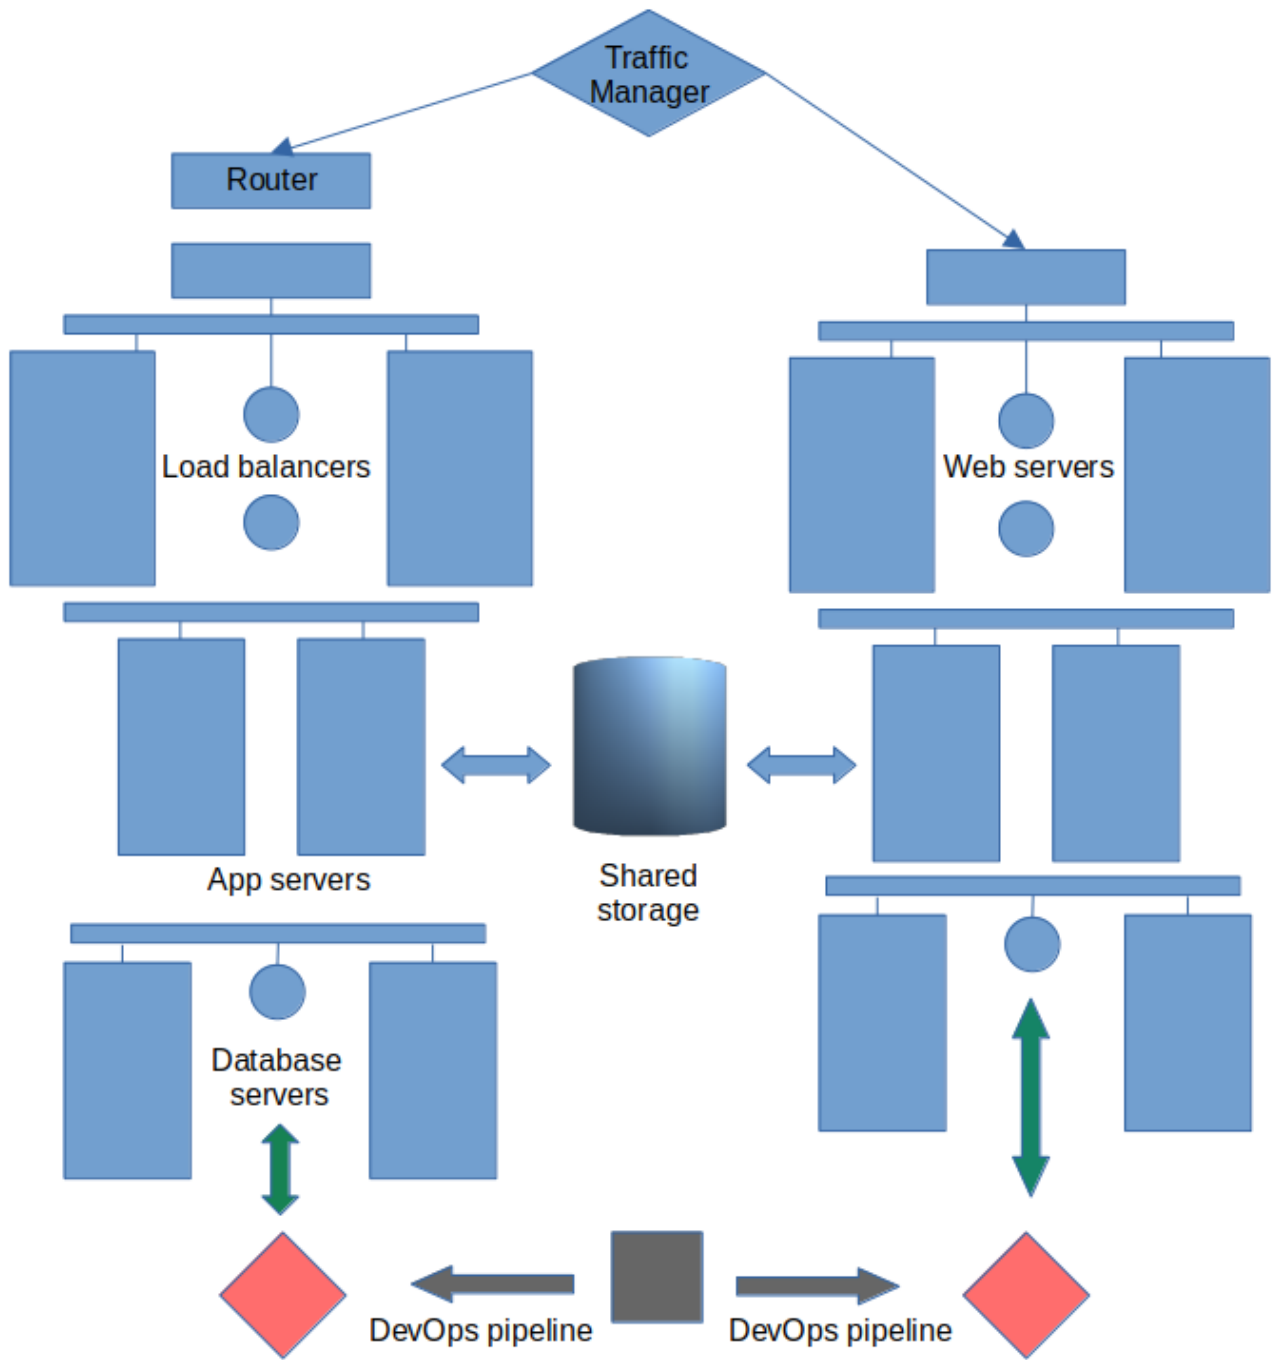 Traffic
Manager
Router
Load balancers
Web servers
App servers
Shared
storage
Database
servers
DevOps pipeline
DevOps pipeline